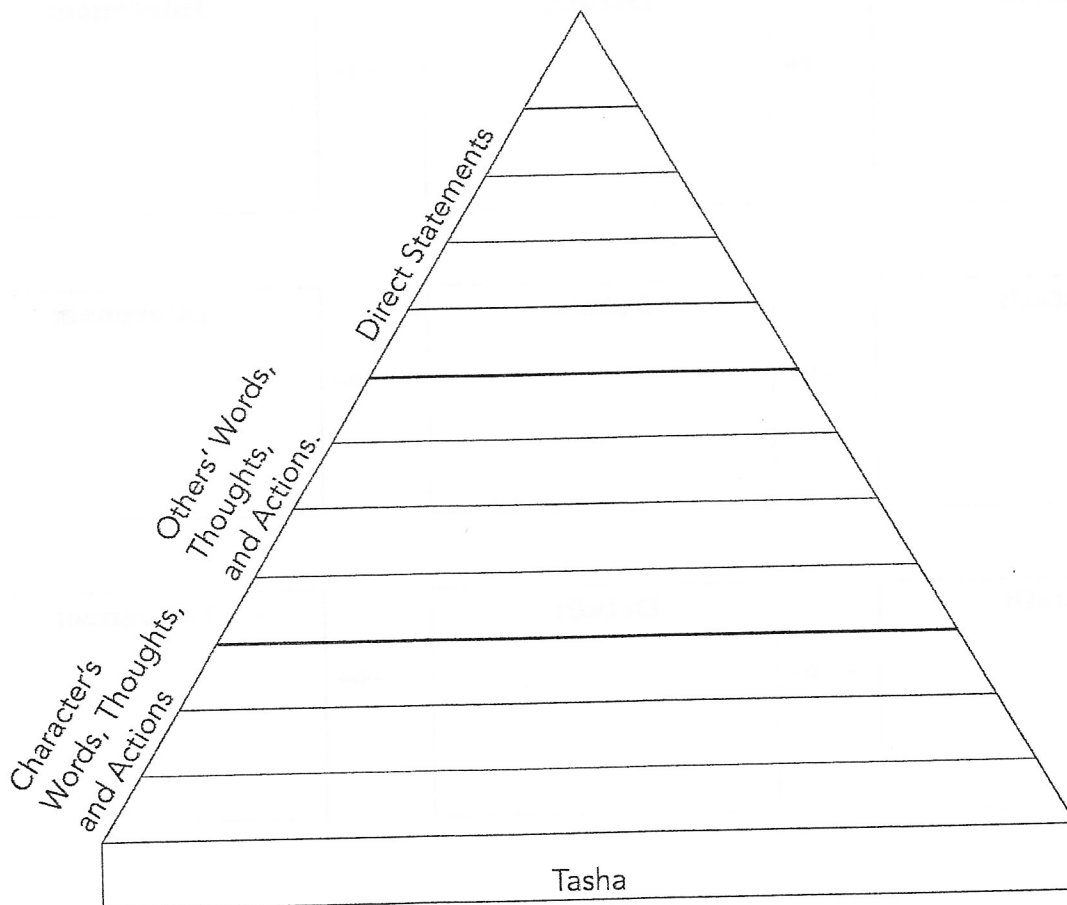 Direct Statements
Others' Words,
Thoughts,
and Actions.
Character's
Words, Thoughts,
and Actions
Tasha